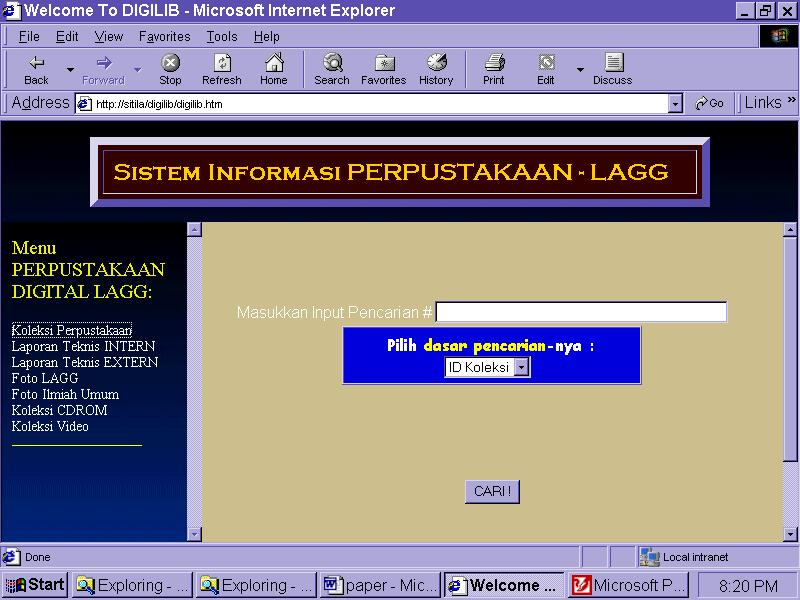 Welcome To DIGILIB - Microsoft Internet Explorer
File Edit View Favorites Tools Help
Back Forward Stop Refresh Home Search Favorites History Print Edit Discuss
Address http://sitila/digilib/digilib.htm Go Links »
SISTEM INFORMASI PERPUSTAKAAN - LAGG
Menu
PERPUSTAKAAN
DIGITAL LAGG:
Koleksi Perpustakaan
Laporan Teknis INTERN
Laporan Teknis EXTERN
Foto LAGG
Foto Ilmiah Umum
Koleksi CDROM
Koleksi Video
Masukkan Input Pencarian #
Pilih dasar pencarian-nya :
ID Koleksi
CARI !
Done Local intranet
Start Exploring - ... Exploring - ... paper - Mic... Welcome ... Microsoft P... 8:20 PM